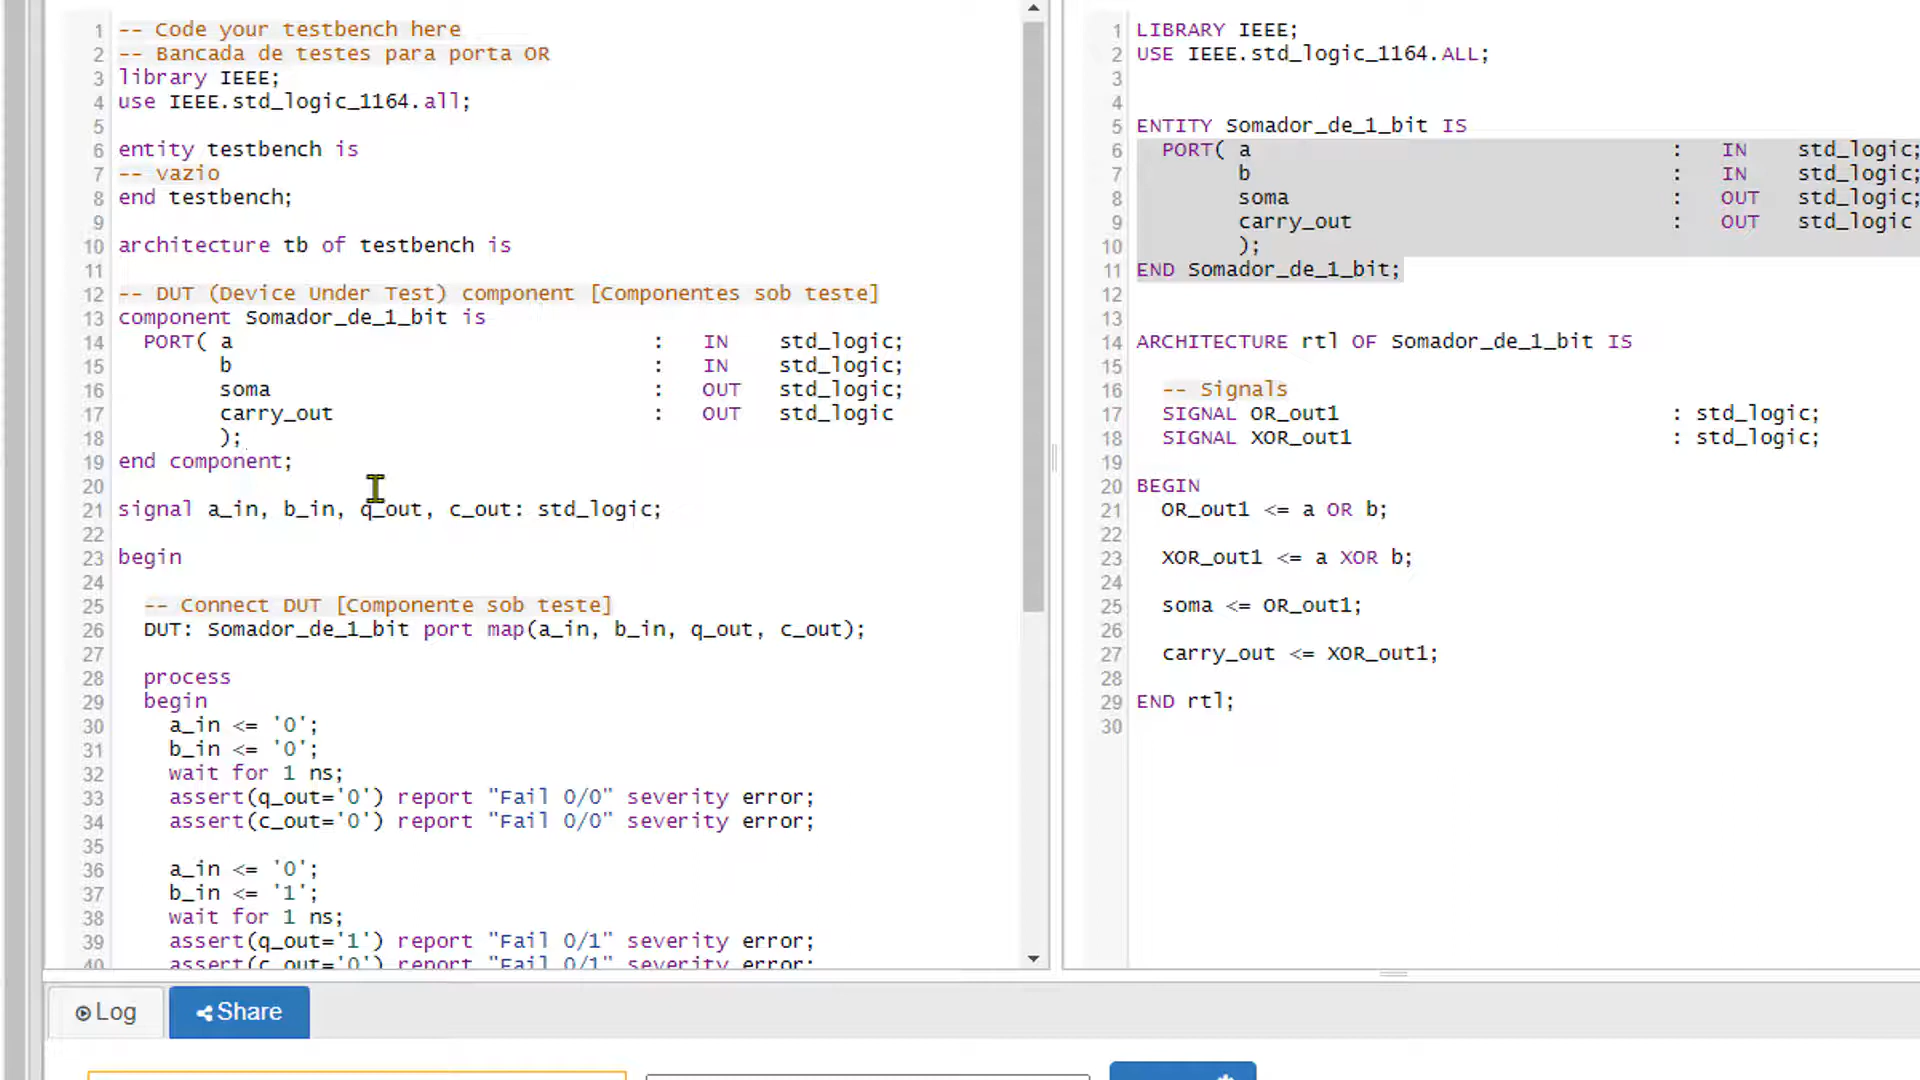 1 -- Code your testbench here
2 -- Bancada de testes para porta OR
3 library IEEE;
4 use IEEE.std_logic_1164.all;
5
6 entity testbench is
7 -- vazio
8 end testbench;
9
10 architecture tb of testbench is
11
12 -- DUT (Device Under Test) component [Componentes sob teste]
13 component Somador_de_1_bit is
14 PORT( a : IN std_logic;
15 b : IN std_logic;
16 soma : OUT std_logic;
17 carry_out : OUT std_logic
18 );
19 end component;
20
21 signal a_in, b_in, q_out, c_out: std_logic;
22
23 begin
24
25 -- Connect DUT [Componente sob teste]
26 DUT: Somador_de_1_bit port map(a_in, b_in, q_out, c_out);
27
28 process
29 begin
30 a_in <= '0';
31 b_in <= '0';
32 wait for 1 ns;
33 assert(q_out='0') report "Fail 0/0" severity error;
34 assert(c_out='0') report "Fail 0/0" severity error;
35
36 a_in <= '0';
37 b_in <= '1';
38 wait for 1 ns;
39 assert(q_out='1') report "Fail 0/1" severity error;
40 assert(c_out='0') report "Fail 0/1" severity error;
1 LIBRARY IEEE;
2 USE IEEE.std_logic_1164.ALL;
3
4
5 ENTITY Somador_de_1_bit IS
6 PORT( a : IN std_logic;
7 b : IN std_logic;
8 soma : OUT std_logic;
9 carry_out : OUT std_logic
10 );
11 END Somador_de_1_bit;
12
13
14 ARCHITECTURE rtl OF Somador_de_1_bit IS
15
16 -- Signals
17 SIGNAL OR_out1 : std_logic;
18 SIGNAL XOR_out1 : std_logic;
19
20 BEGIN
21 OR_out1 <= a OR b;
22
23 XOR_out1 <= a XOR b;
24
25 soma <= OR_out1;
26
27 carry_out <= XOR_out1;
28
29 END rtl;
30
Log
Share